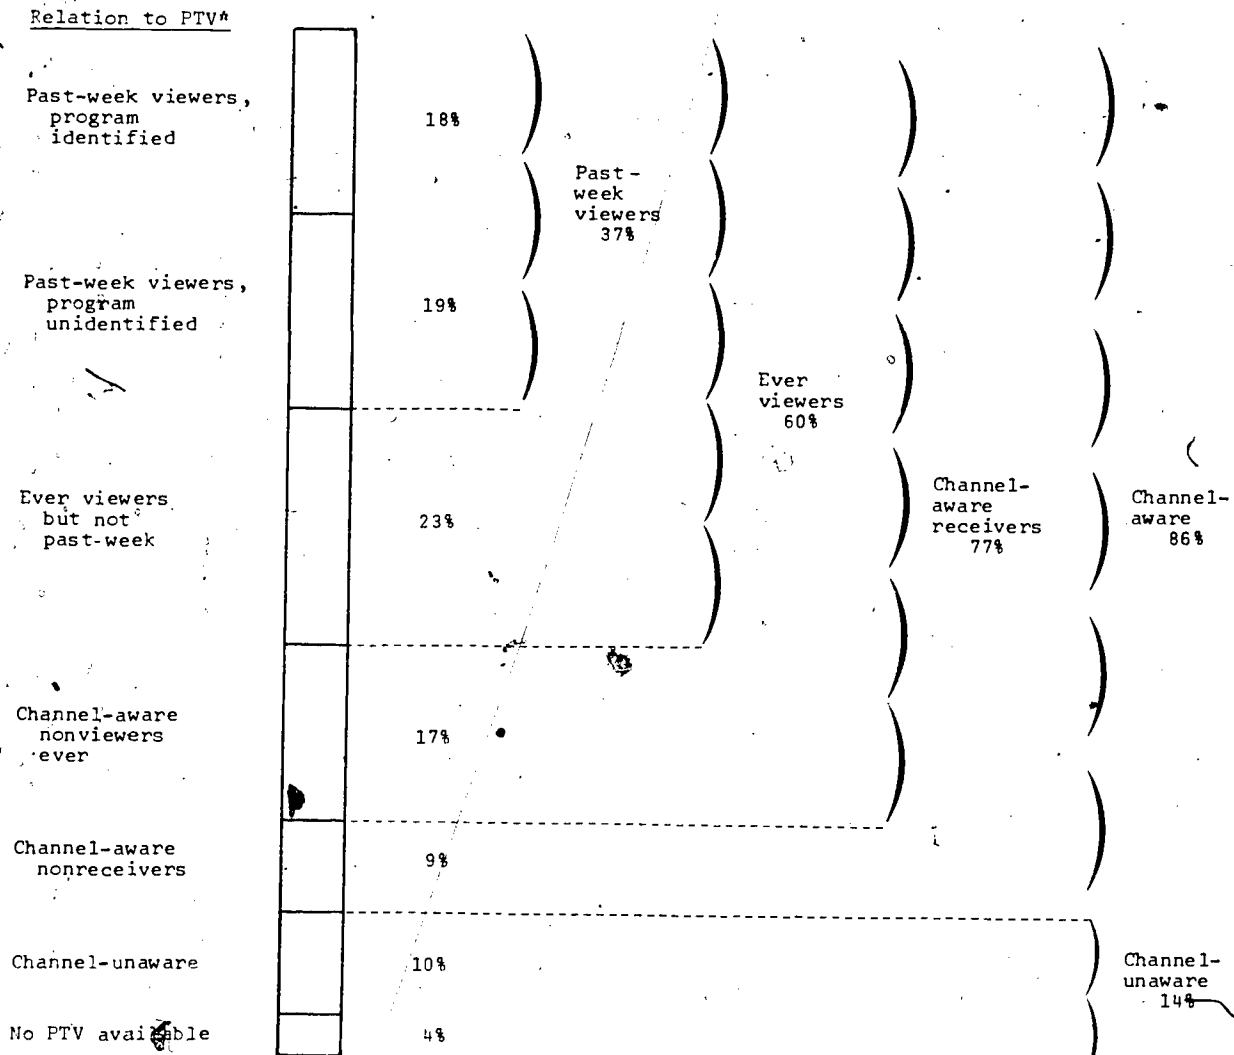 Relation to PTV*
Past-week viewers,
program
identified
18%
Past-
week
viewers
37%
Past-week viewers,
program
unidentified
19%
Ever
viewers
60%
Ever viewers
but not
past-week
23%
Channel-
aware
receivers
77%
Channel-
aware
86%
Channel-aware
nonviewers
ever
17%
Channel-aware
nonreceivers
9%
Channel-unaware
10%
Channel-
unaware
14%
No PTV available
4%